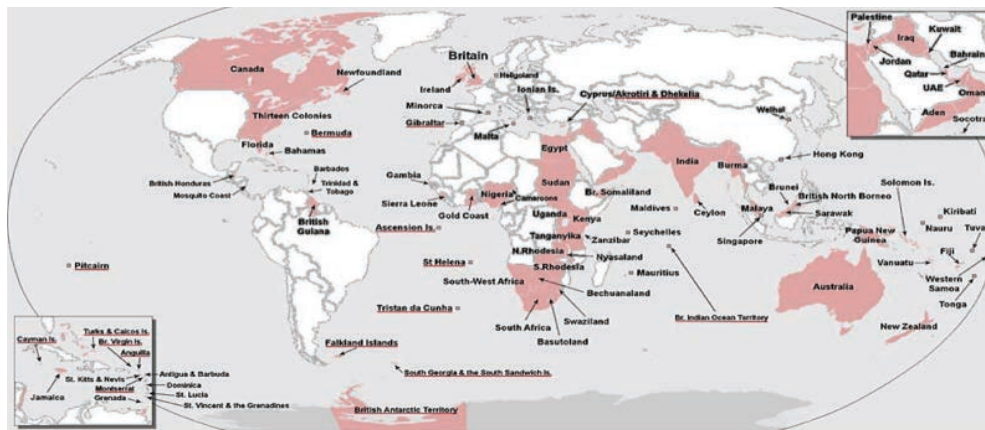 Canada
Newfoundland
Thirteen Colonies
Bermuda
Florida
Bahamas
British Honduras
Mosquito Coast
Barbados
Trinidad &
Tobago
British
Guiana
Pitcairn
Britain
Ireland
Heligoland
Ionian Is.
Minorca
Gibraltar
Malta
Cyprus/Akrotiri & Dhekelia
Weihai
Egypt
Sudan
Gambia
Nigeria
Cameroons
Sierra Leone
Gold Coast
Br. Somaliland
Uganda
Kenya
Ascension Is.
Tanganyika
Zanzibar
N.Rhodesia
Nyasaland
St Helena
S.Rhodesia
South-West Africa
Bechuanaland
Tristan da Cunha
Swaziland
South Africa
Basutoland
Falkland Islands
South Georgia & the South Sandwich Is.
British Antarctic Territory
India
Burma
Hong Kong
Maldives
Ceylon
Seychelles
Mauritius
Br. Indian Ocean Territory
Malaya
Singapore
Brunei
British North Borneo
Sarawak
Solomon Is.
Papua New
Guinea
Kiribati
Nauru
Tuva
Fiji
Vanuatu
Western
Samoa
Tonga
Australia
New Zealand
Palestine
Iraq
Kuwait
Jordan
Bahrain
Qatar
UAE
Oman
Aden
Socotra
Turks & Caicos Is.
Cayman Is.
Br. Virgin Is.
Anguilla
St. Kitts & Nevis
Antigua & Barbuda
Montserrat
Dominica
Jamaica
Grenada
St. Lucia
St. Vincent & the Grenadines